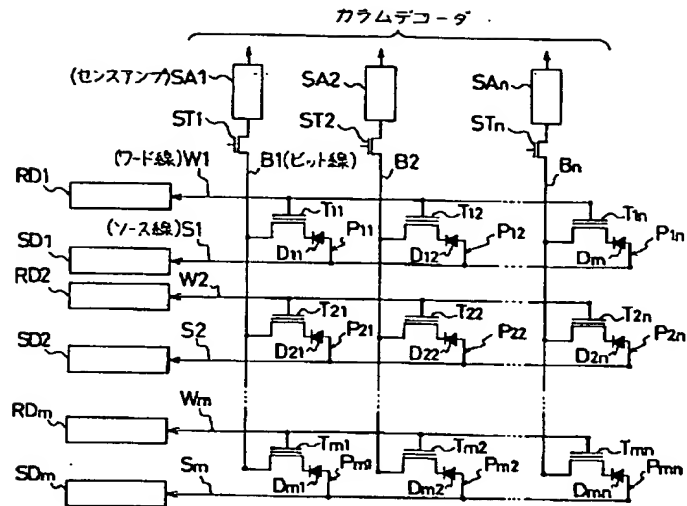 カラムデコーダ
(センスアンプ)SA1 SA2 SAn
ST1 ST2 STn
(ワード線)W1 B1(ビット線) B2 Bn
RD1
T11 T12 T1n
(ソース線)S1 P11 P12 P1n
SD1 D11 D12 Dm
RD2 W2
T21 T22 T2n
S2 P21 P22 P2n
SD2 D21 D22 D2n
RDm Wm
Tm1 Tm2 Tmn
Sm Pm2 Pmn
SDm Dm1 Dm2 Dmn